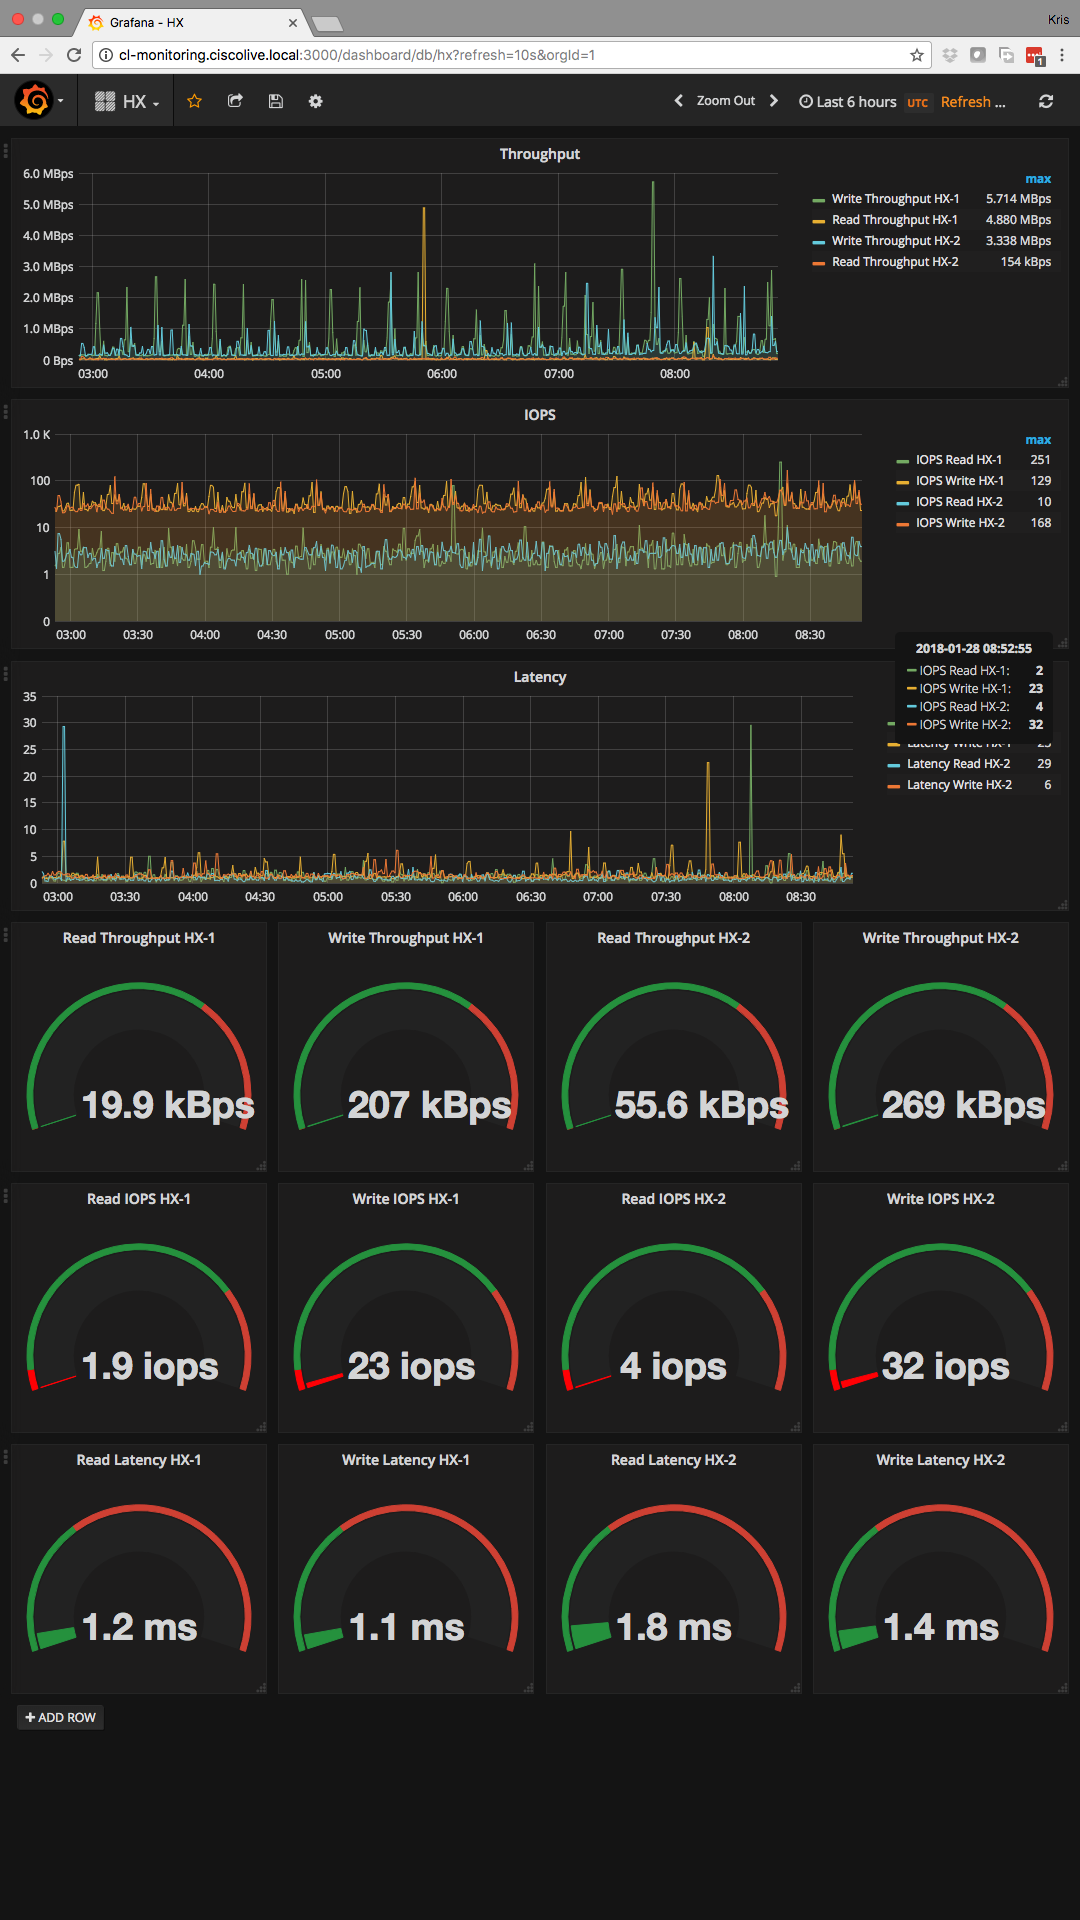 Grafana - HX
Kris
cl-monitoring.ciscolive.local:3000/dashboard/db/hx?refresh=10s&orgId=1
1
HX
Zoom Out
Last 6 hours
UTC
Refresh ...
Throughput
6.0 MBps
5.0 MBps
4.0 MBps
3.0 MBps
2.0 MBps
1.0 MBps
0 Bps
03:00 04:00 05:00 06:00 07:00 08:00
max
Write Throughput HX-1 5.714 MBps
Read Throughput HX-1 4.880 MBps
Write Throughput HX-2 3.338 MBps
Read Throughput HX-2 154 kBps
IOPS
1.0 K
100
10
1
0
03:00 03:30 04:00 04:30 05:00 05:30 06:00 06:30 07:00 07:30 08:00 08:30
max
IOPS Read HX-1 251
IOPS Write HX-1 129
IOPS Read HX-2 10
IOPS Write HX-2 168
2018-01-28 08:52:55
IOPS Read HX-1: 2
IOPS Write HX-1: 23
IOPS Read HX-2: 4
IOPS Write HX-2: 32
Latency
35
30
25
20
15
10
5
0
03:00 03:30 04:00 04:30 05:00 05:30 06:00 06:30 07:00 07:30 08:00 08:30
Latency Write HX-1 23
Latency Read HX-2 29
Latency Write HX-2 6
Read Throughput HX-1
19.9 kBps
Write Throughput HX-1
207 kBps
Read Throughput HX-2
55.6 kBps
Write Throughput HX-2
269 kBps
Read IOPS HX-1
1.9 iops
Write IOPS HX-1
23 iops
Read IOPS HX-2
4 iops
Write IOPS HX-2
32 iops
Read Latency HX-1
1.2 ms
Write Latency HX-1
1.1 ms
Read Latency HX-2
1.8 ms
Write Latency HX-2
1.4 ms
+ ADD ROW